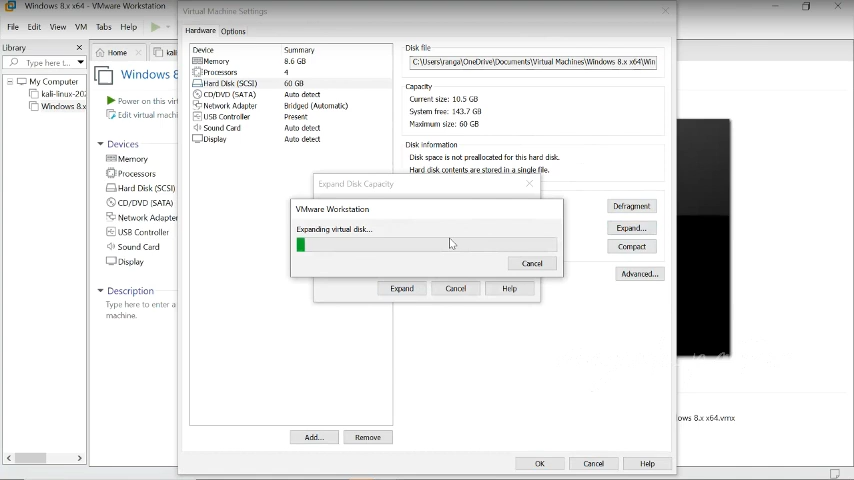 Windows 8.x x64 - VMware Workstation
File Edit View VM Tabs Help
Library
Type here t...
My Computer
kali-linux-202
Windows 8.x
Home
kali
Windows 8
Power on this virt
Edit virtual machi
Devices
Memory
Processors
Hard Disk (SCSI)
CD/DVD (SATA)
Network Adapter
USB Controller
Sound Card
Display
Description
Type here to enter a
machine.
Virtual Machine Settings
Hardware Options
Device Summary
Memory 8.6 GB
Processors 4
Hard Disk (SCSI) 60 GB
CD/DVD (SATA) Auto detect
Network Adapter Bridged (Automatic)
USB Controller Present
Sound Card Auto detect
Display Auto detect
Add... Remove
Disk file
C:\Users\ranga\OneDrive\Documents\Virtual Machines\Windows 8.x x64\Win
Capacity
Current size: 10.5 GB
System free: 143.7 GB
Maximum size: 60 GB
Disk information
Disk space is not preallocated for this hard disk.
Hard disk contents are stored in a single file.
Defragment
Expand...
Compact
Advanced...
Expand Disk Capacity
VMware Workstation
Expanding virtual disk...
Cancel
Expand Cancel Help
OK Cancel Help
ows 8.x x64.vmx